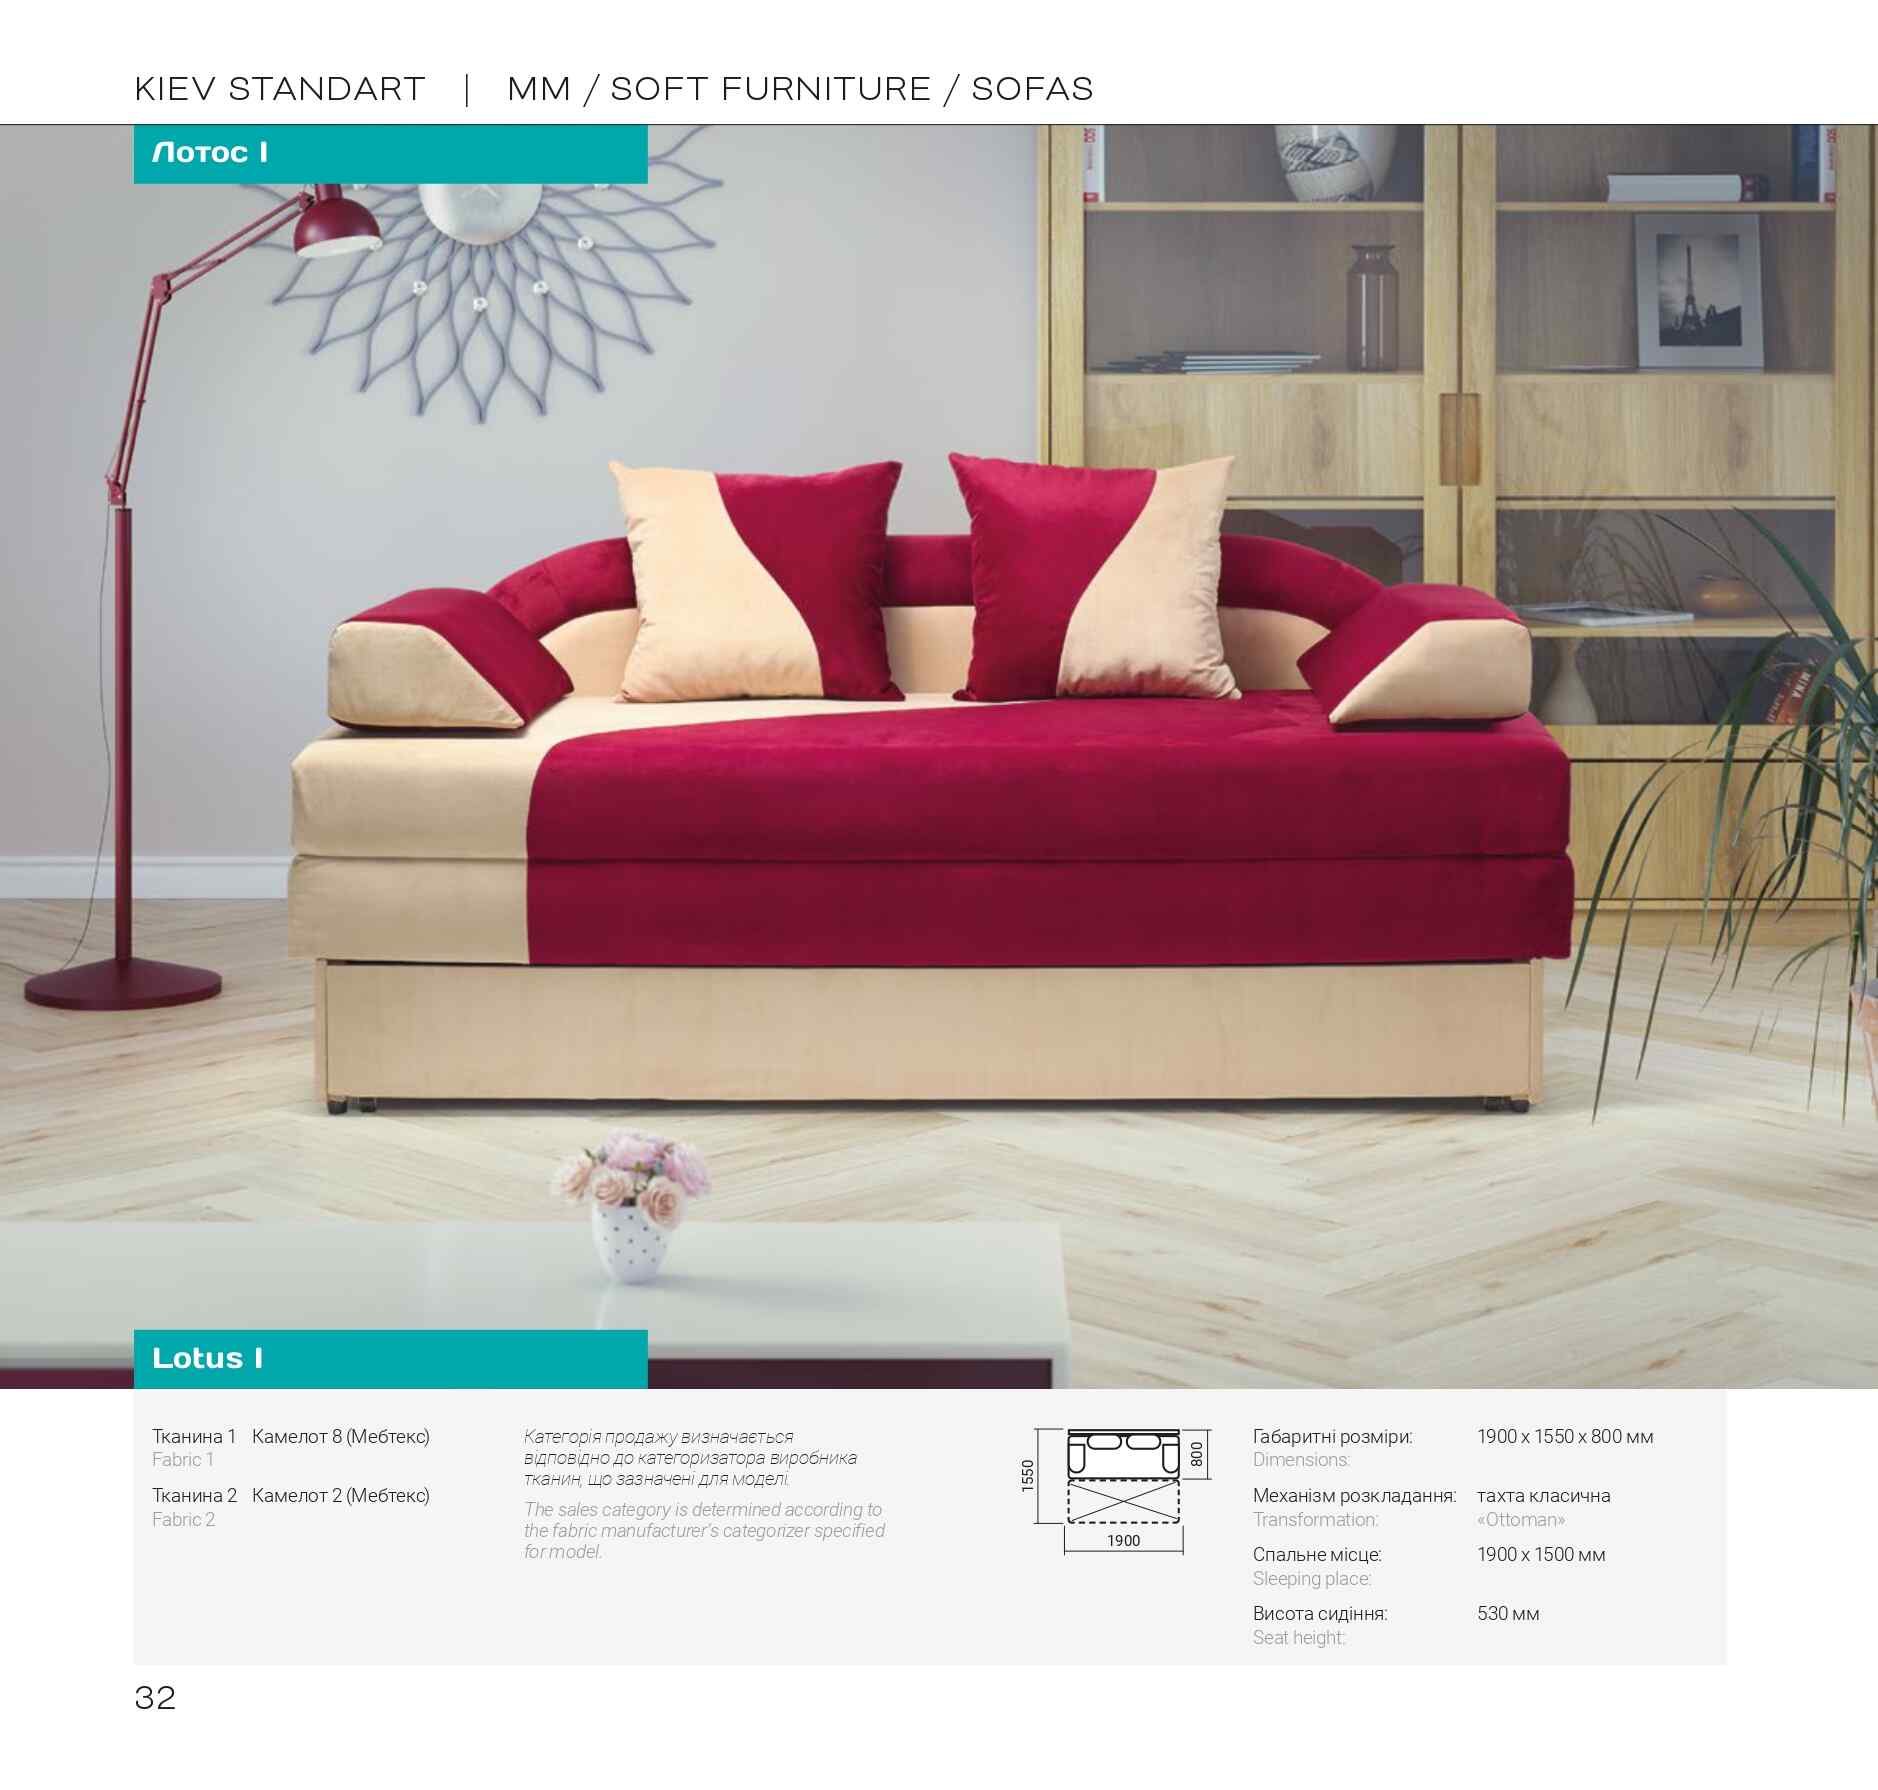 KIEV STANDART | MM / SOFT FURNITURE / SOFAS
Лотос I
MINKA
Lotus I
Тканина 1 Камелот 8 (Мебтекс)
Fabric 1
Тканина 2 Камелот 2 (Мебтекс)
Fabric 2
Категорія продажу визначається
відповідно до категоризатора виробника
тканин, що зазначені для моделі.
The sales category is determined according to
the fabric manufacturer’s categorizer specified
for model.
1550
800
1900
Габаритні розміри: 1900 х 1550 х 800 мм
Dimensions:
Механізм розкладання: тахта класична
Transformation: «Ottoman»
Спальне місце: 1900 х 1500 мм
Sleeping place:
Висота сидіння: 530 мм
Seat height:
32